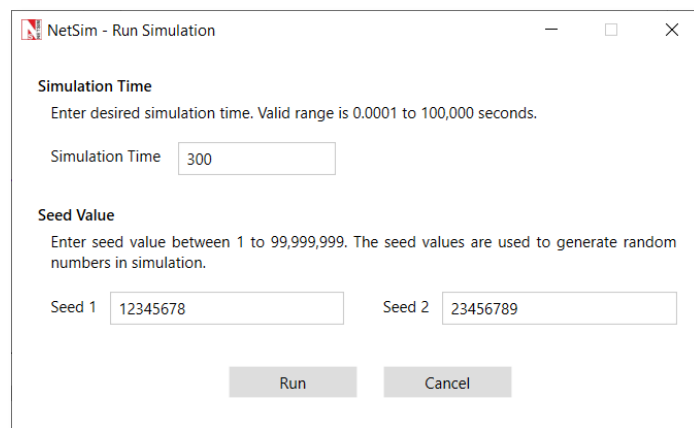 NetSim - Run Simulation
Simulation Time
Enter desired simulation time. Valid range is 0.0001 to 100,000 seconds.
Simulation Time 300
Seed Value
Enter seed value between 1 to 99,999,999. The seed values are used to generate random
numbers in simulation.
Seed 1 12345678 Seed 2 23456789
Run Cancel